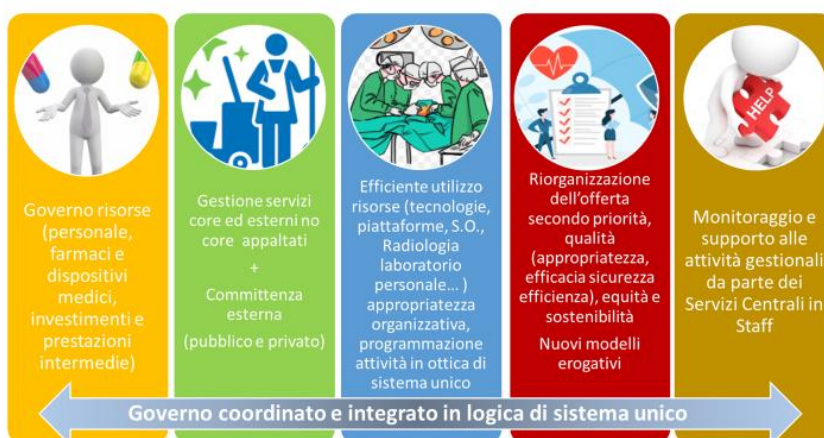 Governo risorse
(personale,
farmaci e
dispositivi
medici,
investimenti e
prestazioni
intermedie)
Gestione servizi
core ed esterni no
core appaltati
+
Committenza
esterna
(pubblico e privato)
Efficiente utilizzo
risorse (tecnologie,
piattaforme, S.O.,
Radiologia
laboratorio
personale... )
appropriatezza
organizzativa,
programmazione
attività in ottica di
sistema unico
Riorganizzazione
dell'offerta
secondo priorità,
qualità
(appropriatezza,
efficacia sicurezza
efficienza), equità e
sostenibilità
Nuovi modelli
erogativi
HELP
Monitoraggio e
supporto alle
attività gestionali
da parte dei
Servizi Centrali in
Staff
Governo coordinato e integrato in logica di sistema unico